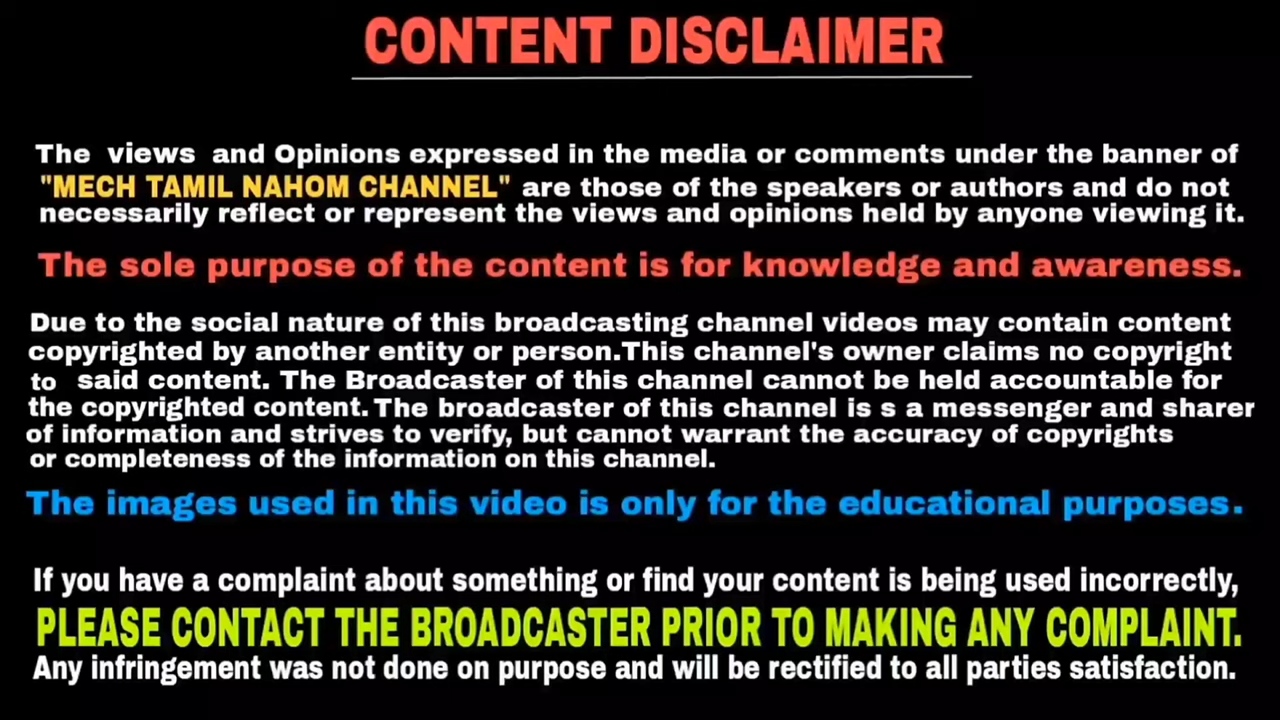 CONTENT DISCLAIMER
The views and Opinions expressed in the media or comments under the banner of
"MECH TAMIL NAHOM CHANNEL" are those of the speakers or authors and do not
necessarily reflect or represent the views and opinions held by anyone viewing it.
The sole purpose of the content is for knowledge and awareness.
Due to the social nature of this broadcasting channel videos may contain content
copyrighted by another entity or person.This channel's owner claims no copyright
to said content. The Broadcaster of this channel cannot be held accountable for
the copyrighted content. The broadcaster of this channel is s a messenger and sharer
of information and strives to verify, but cannot warrant the accuracy of copyrights
or completeness of the information on this channel.
The images used in this video is only for the educational purposes.
If you have a complaint about something or find your content is being used incorrectly,
PLEASE CONTACT THE BROADCASTER PRIOR TO MAKING ANY COMPLAINT.
Any infringement was not done on purpose and will be rectified to all parties satisfaction.